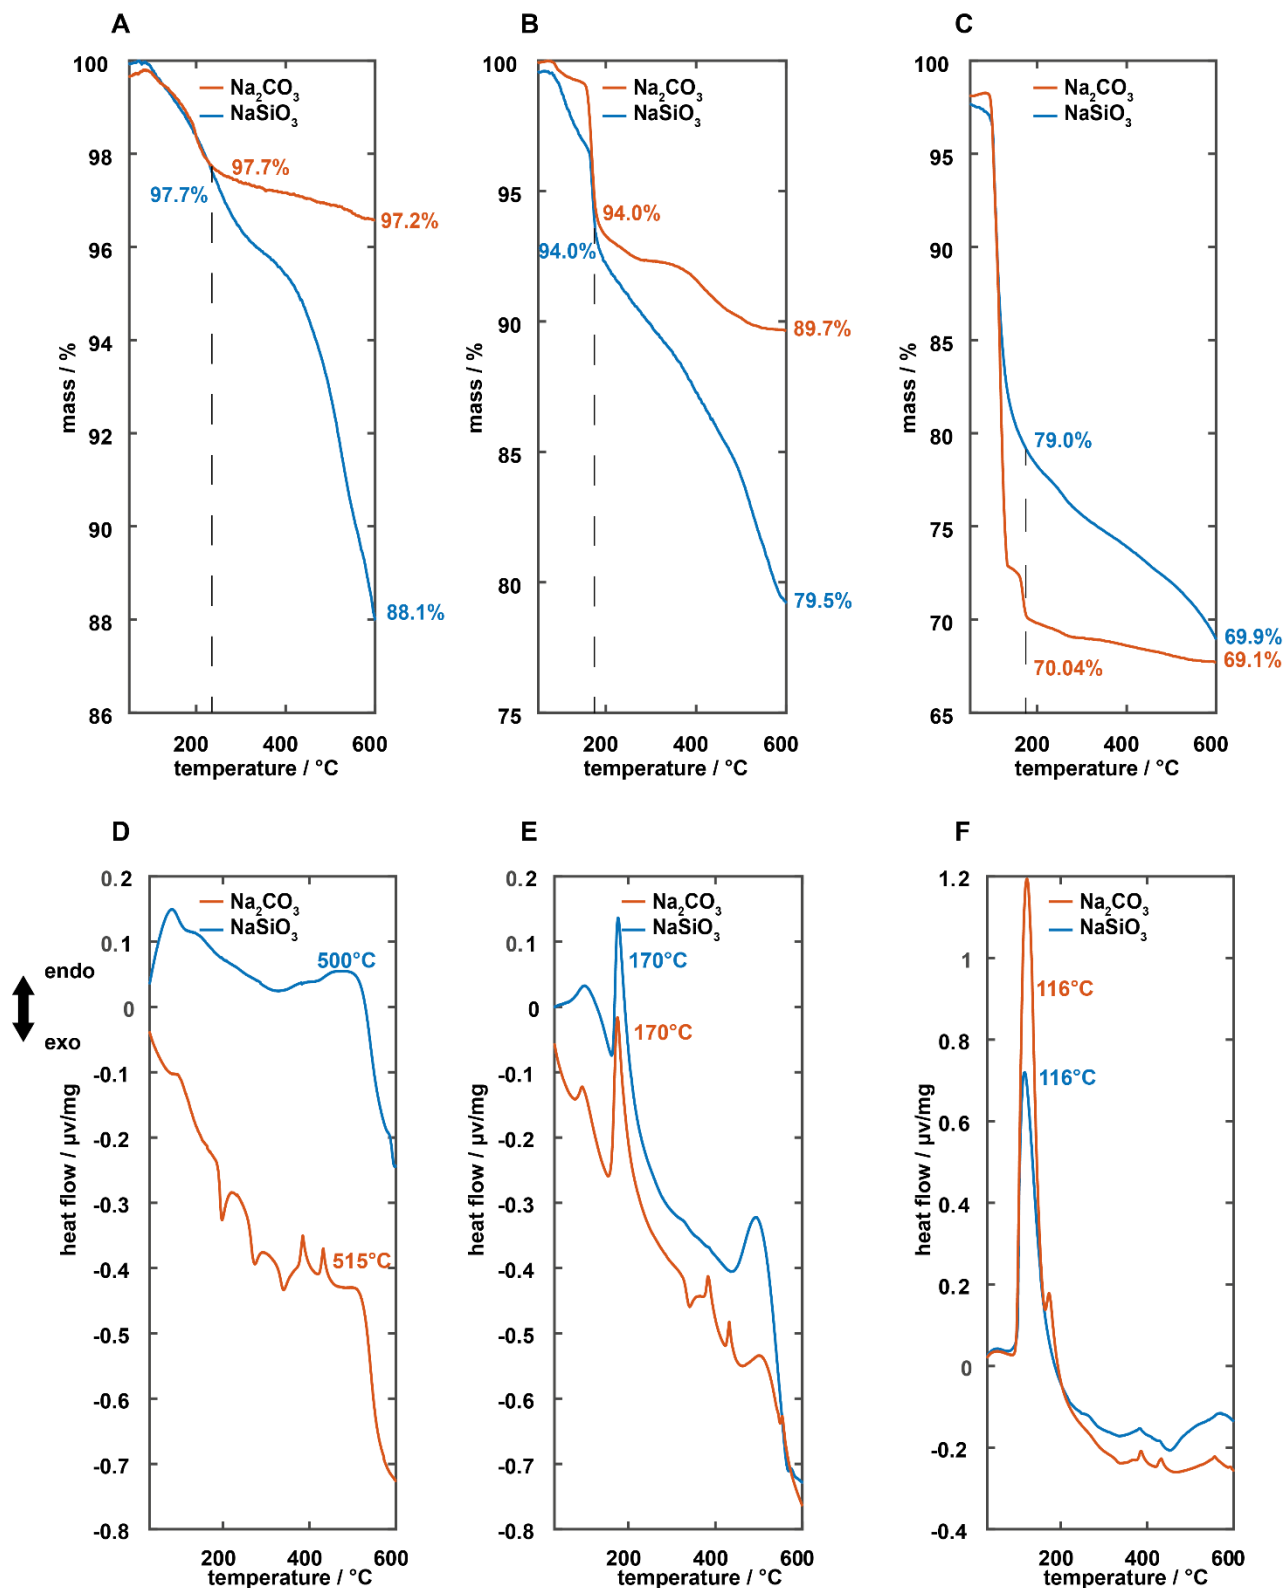 A
100
98
96
94
92
90
88
86
mass / %
Na2CO3
NaSiO3
97.7%
97.7%
97.2%
88.1%
200
400
600
temperature / °C
B
100
95
90
85
80
75
mass / %
Na2CO3
NaSiO3
94.0%
94.0%
89.7%
79.5%
200
400
600
temperature / °C
C
100
95
90
85
80
75
70
65
mass / %
Na2CO3
NaSiO3
79.0%
70.04%
69.9%
69.1%
200
400
600
temperature / °C
D
endo
exo
0.2
0.1
0
-0.1
-0.2
-0.3
-0.4
-0.5
-0.6
-0.7
-0.8
heat flow / µv/mg
Na2CO3
NaSiO3
500°C
515°C
200
400
600
temperature / °C
E
0.2
0.1
0
-0.1
-0.2
-0.3
-0.4
-0.5
-0.6
-0.7
-0.8
heat flow / µv/mg
Na2CO3
NaSiO3
170°C
170°C
200
400
600
temperature / °C
F
1.2
1
0.8
0.6
0.4
0.2
0
-0.2
-0.4
heat flow / µv/mg
Na2CO3
NaSiO3
116°C
116°C
200
400
600
temperature / °C